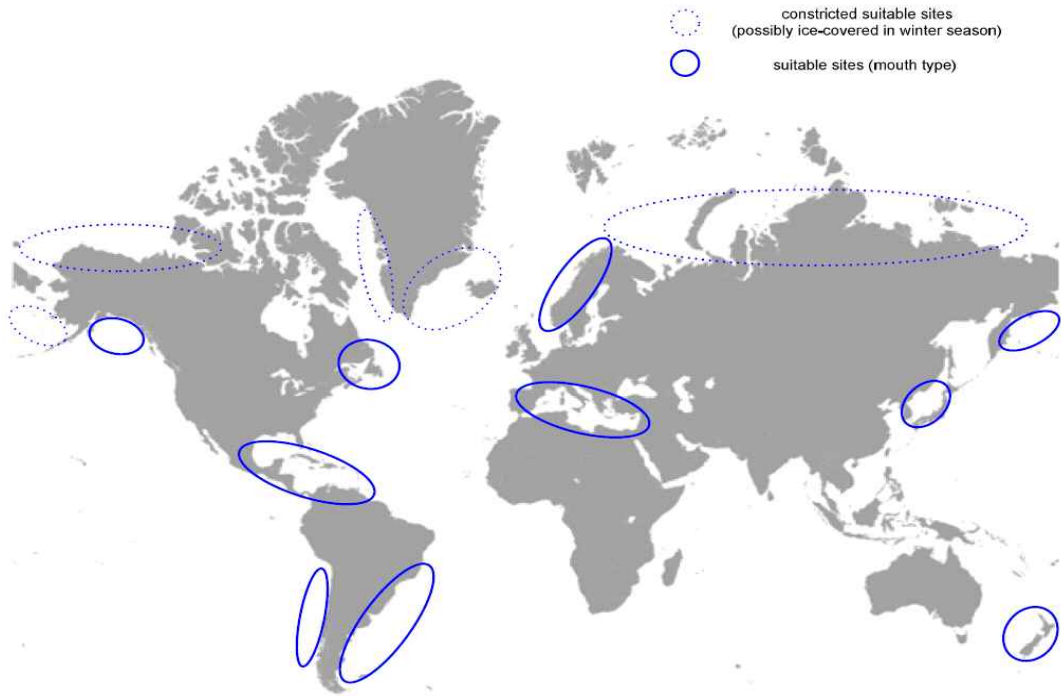 constricted suitable sites
(possibly ice-covered in winter season)
suitable sites (mouth type)